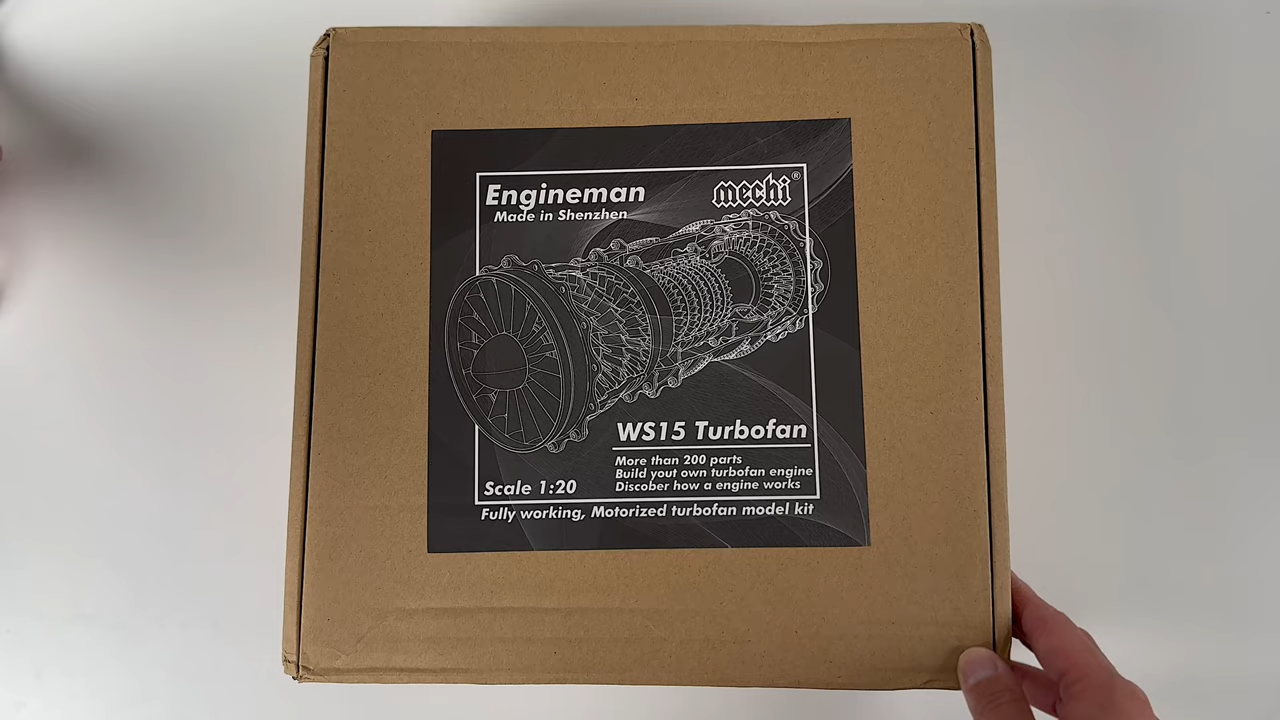 Engineman
mechi®
Made in Shenzhen
WS15 Turbofan
More than 200 parts
Build yout own turbofan engine
Discober how a engine works
Scale 1:20
Fully working, Motorized turbofan model kit